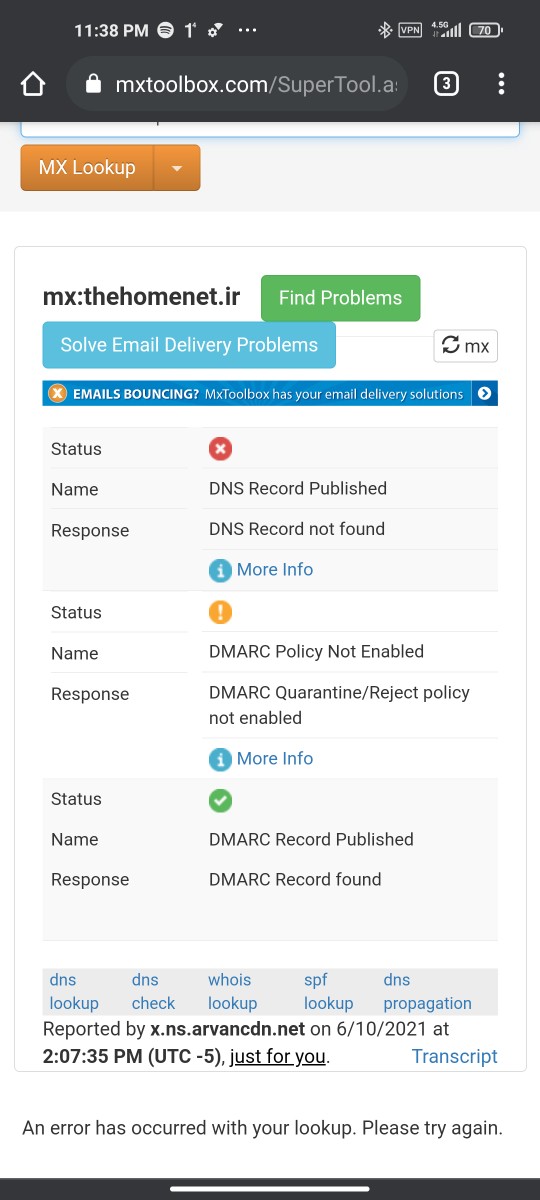 11:38 PM
VPN 4.5G 70
mxtoolbox.com/SuperTool.a
3
MX Lookup
mx:thehomenet.ir
Find Problems
Solve Email Delivery Problems
mx
EMAILS BOUNCING? MxToolbox has your email delivery solutions
Status
Name DNS Record Published
Response DNS Record not found
More Info
Status
Name DMARC Policy Not Enabled
Response DMARC Quarantine/Reject policy
not enabled
More Info
Status
Name DMARC Record Published
Response DMARC Record found
dns dns whois spf dns
lookup check lookup lookup propagation
Reported by x.ns.arvancdn.net on 6/10/2021 at
2:07:35 PM (UTC -5), just for you. Transcript
An error has occurred with your lookup. Please try again.